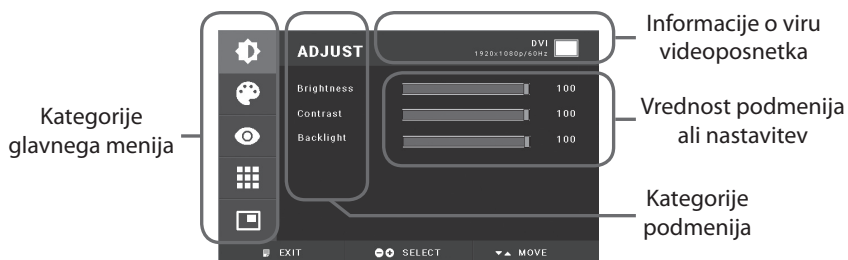 Kategorije
glavnega menija
ADJUST
DVI
1920x1080p/60Hz
Brightness 100
Contrast 100
Backlight 100
EXIT SELECT MOVE
Informacije o viru
videoposnetka
Vrednost podmenija
ali nastavitev
Kategorije
podmenija